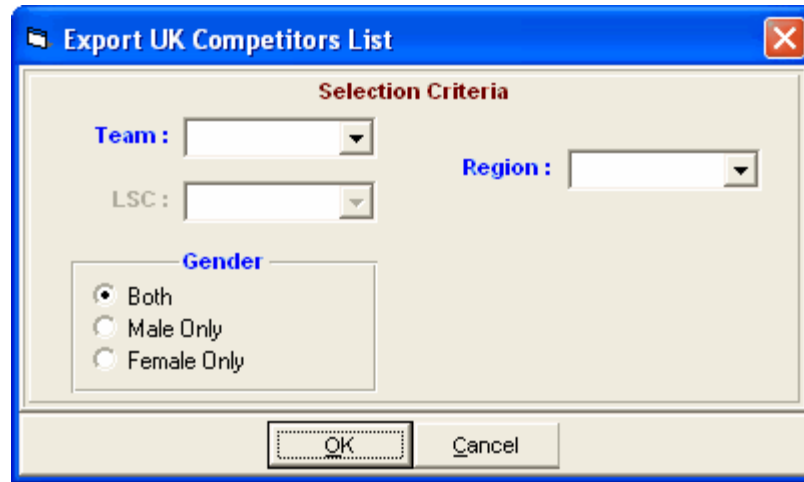 Export UK Competitors List
Selection Criteria
Team :
Region :
LSC :
Gender
Both
Male Only
Female Only
OK
Cancel